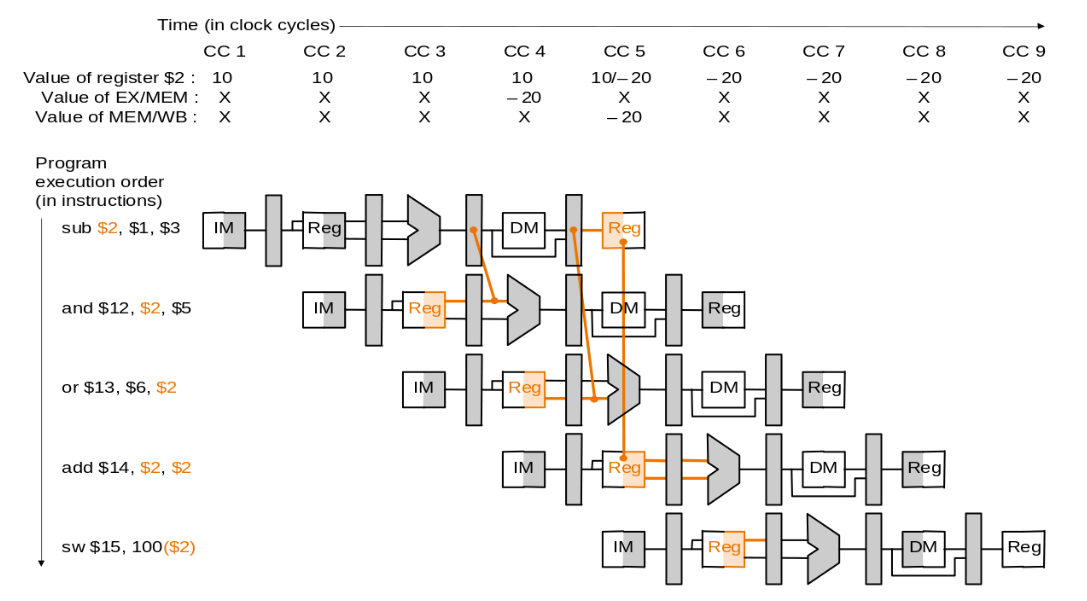 Time (in clock cycles)
CC 1 CC 2 CC 3 CC 4 CC 5 CC 6 CC 7 CC 8 CC 9
Value of register $2 : 10 10 10 10 10/– 20 – 20 – 20 – 20 – 20
Value of EX/MEM : X X X – 20 X X X X X
Value of MEM/WB : X X X X – 20 X X X X
Program
execution order
(in instructions)
sub $2, $1, $3 IM Reg DM Reg
and $12, $2, $5 IM Reg DM Reg
or $13, $6, $2 IM Reg DM Reg
add $14, $2, $2 IM Reg DM Reg
sw $15, 100($2) IM Reg DM Reg